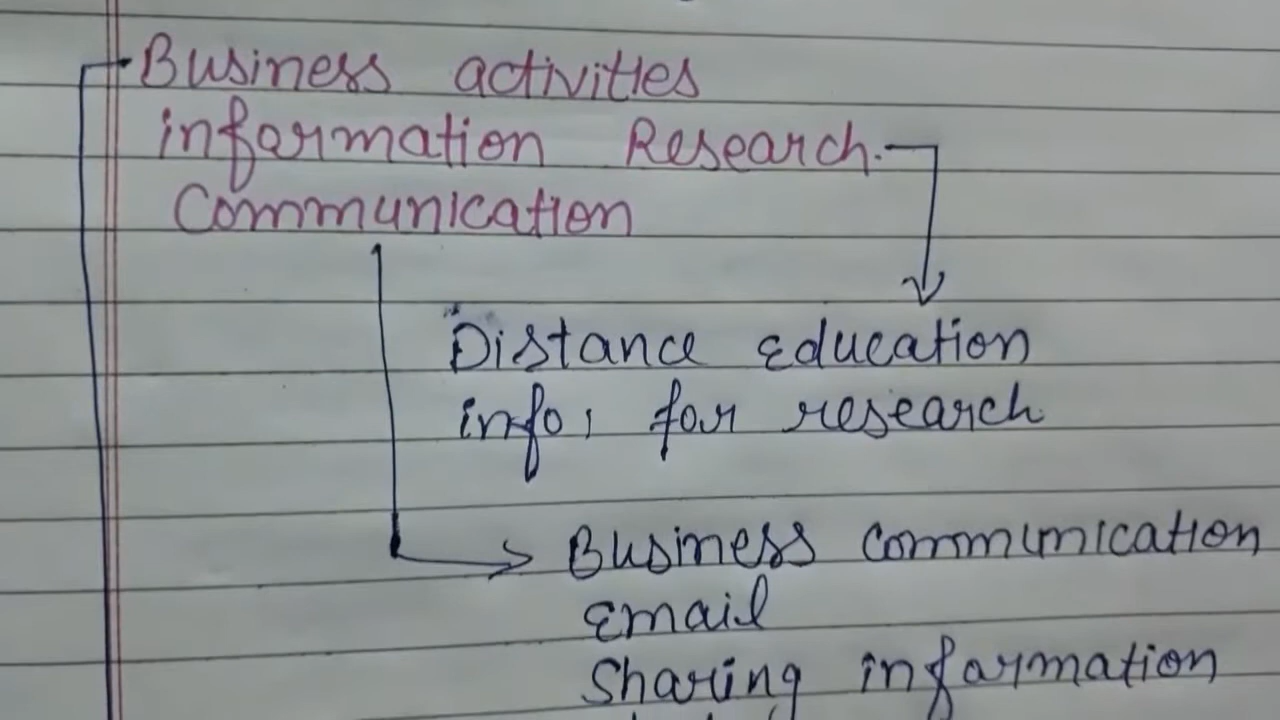 Business activities
information Research.
Communication
Distance Education
info, for research
Business communication
Email
Sharing information